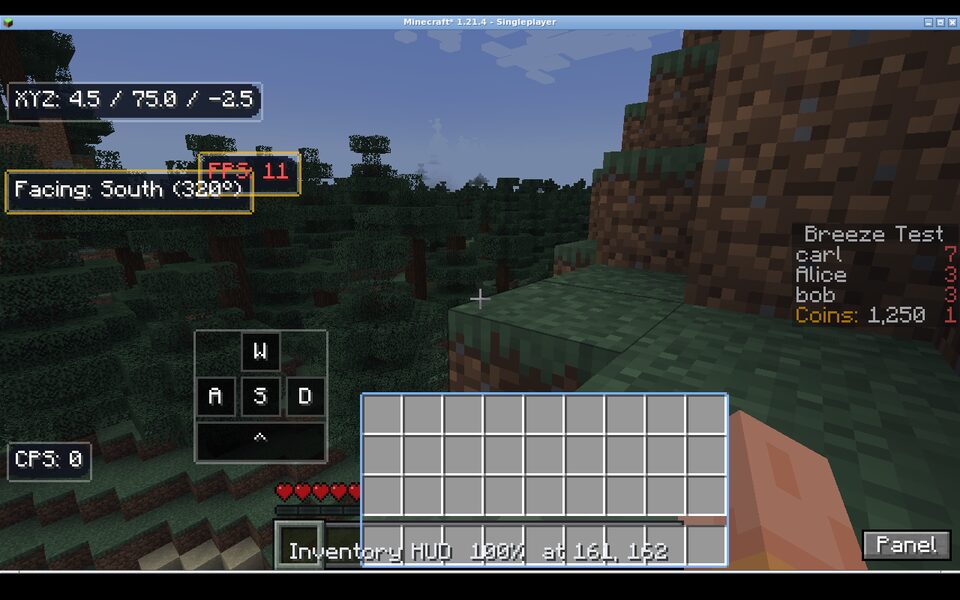 Minecraft* 1.21.4 - Singleplayer
XYZ: 4.5 / 75.0 / -2.5
FPS: 11
Facing: South (320°)
Breeze Test
carl 7
Alice 3
bob 3
Coins: 1,250 1
W
A S D
^
CPS: 0
Inventory HUD 100% at 161, 152
Panel